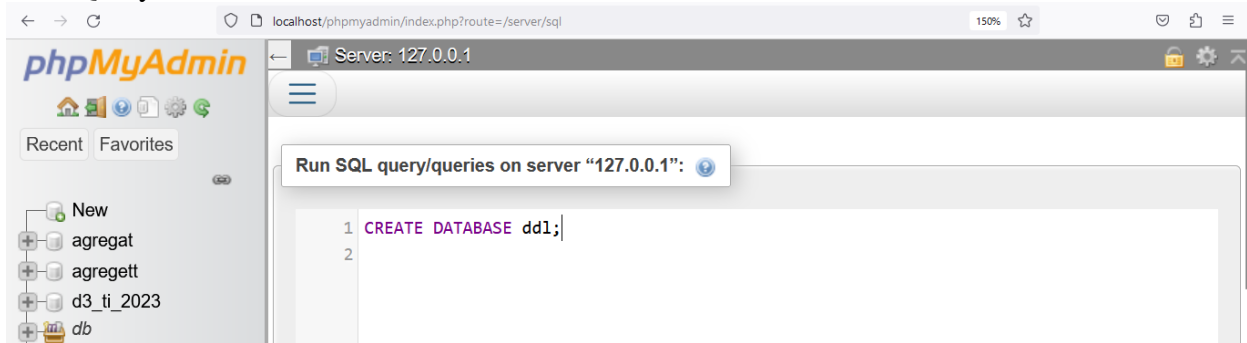 localhost/phpmyadmin/index.php?route=/server/sql
150%
phpMyAdmin
Server: 127.0.0.1
Recent Favorites
Run SQL query/queries on server “127.0.0.1”:
New
agregat
agregett
d3_ti_2023
db
1 CREATE DATABASE ddl;
2